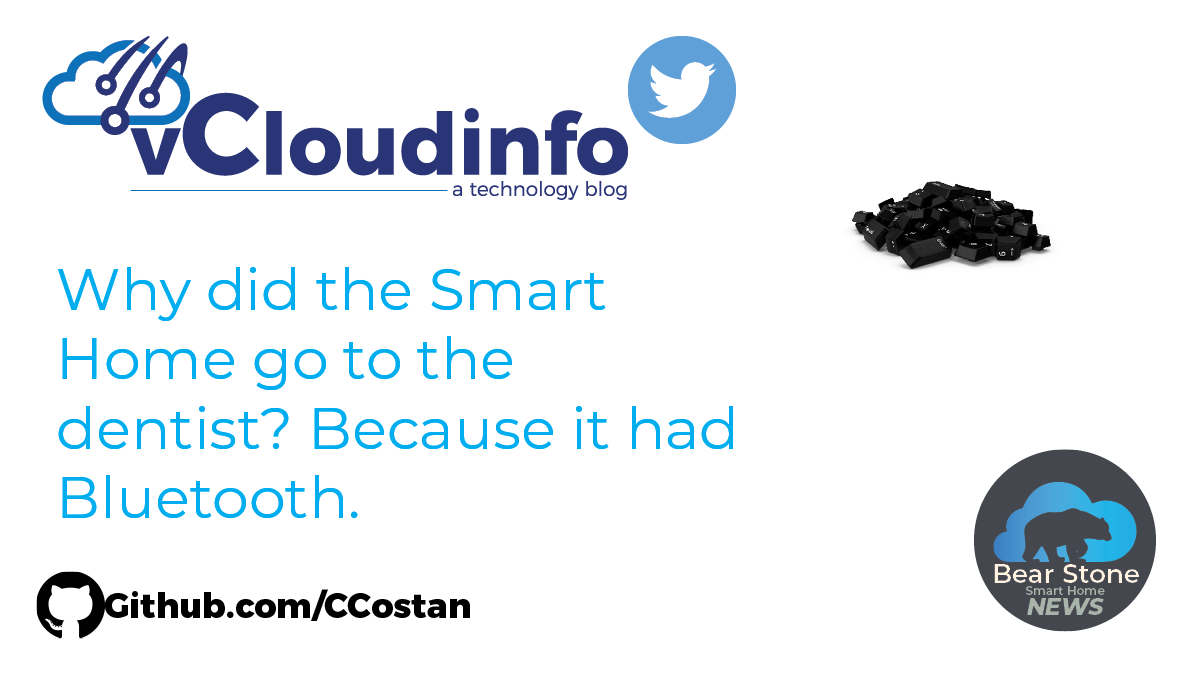 vCloudinfo
a technology blog
Why did the Smart
Home go to the
dentist? Because it had
Bluetooth.
Github.com/CCostan
Bear Stone
Smart Home
NEWS